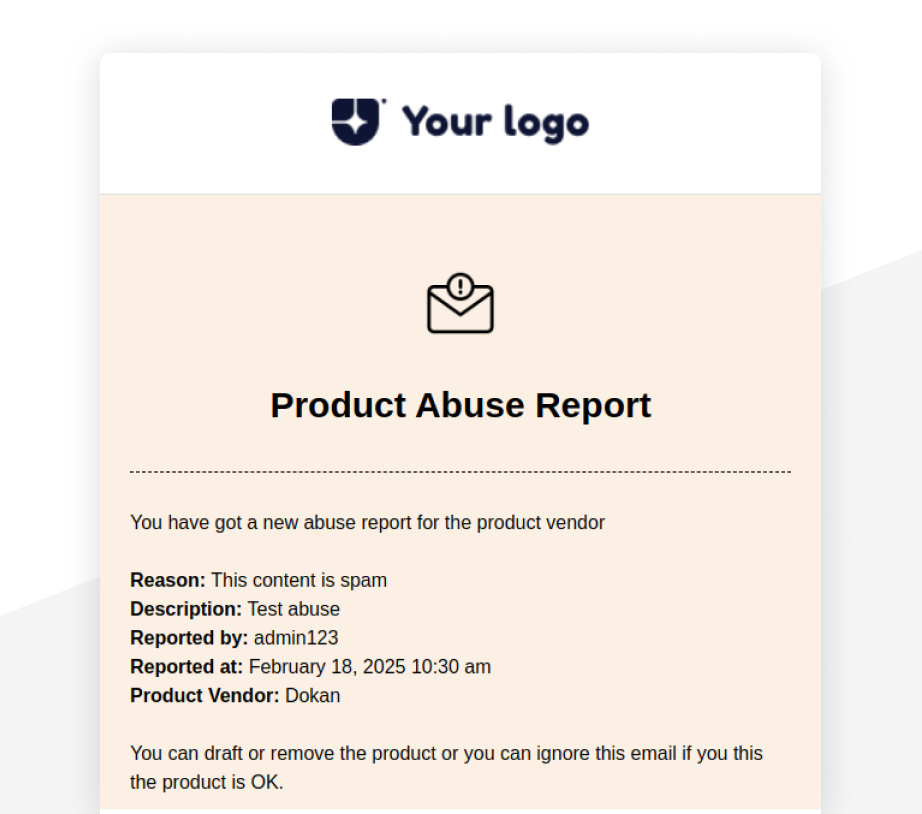 Your logo
Product Abuse Report
You have got a new abuse report for the product vendor
Reason: This content is spam
Description: Test abuse
Reported by: admin123
Reported at: February 18, 2025 10:30 am
Product Vendor: Dokan
You can draft or remove the product or you can ignore this email if you this
the product is OK.